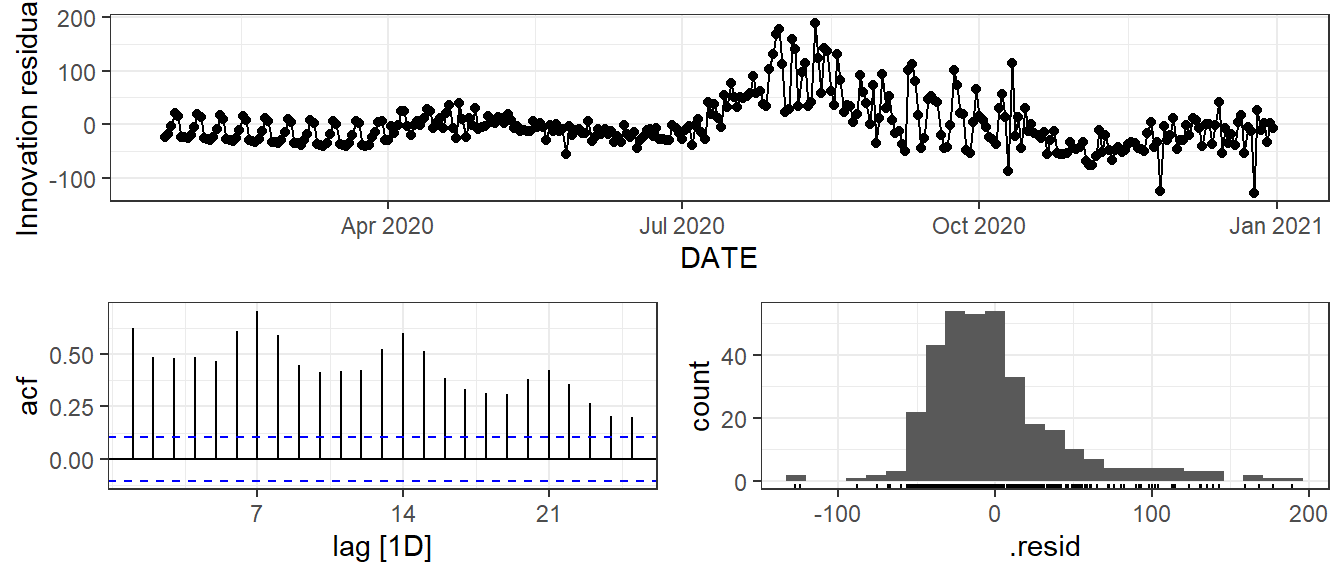 Innovation residua
200
100
0
-100
Apr 2020
Jul 2020
Oct 2020
Jan 2021
DATE
acf
0.50
0.25
0.00
7
14
21
lag [1D]
count
40
20
0
-100
0
100
200
.resid